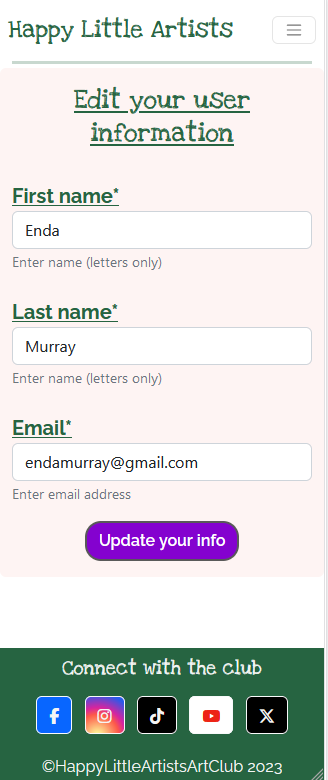 Happy Little Artists
Edit your user
information
First name*
Enda
Enter name (letters only)
Last name*
Murray
Enter name (letters only)
Email*
endamurray@gmail.com
Enter email address
Update your info
Connect with the club
©HappyLittleArtistsArtClub 2023